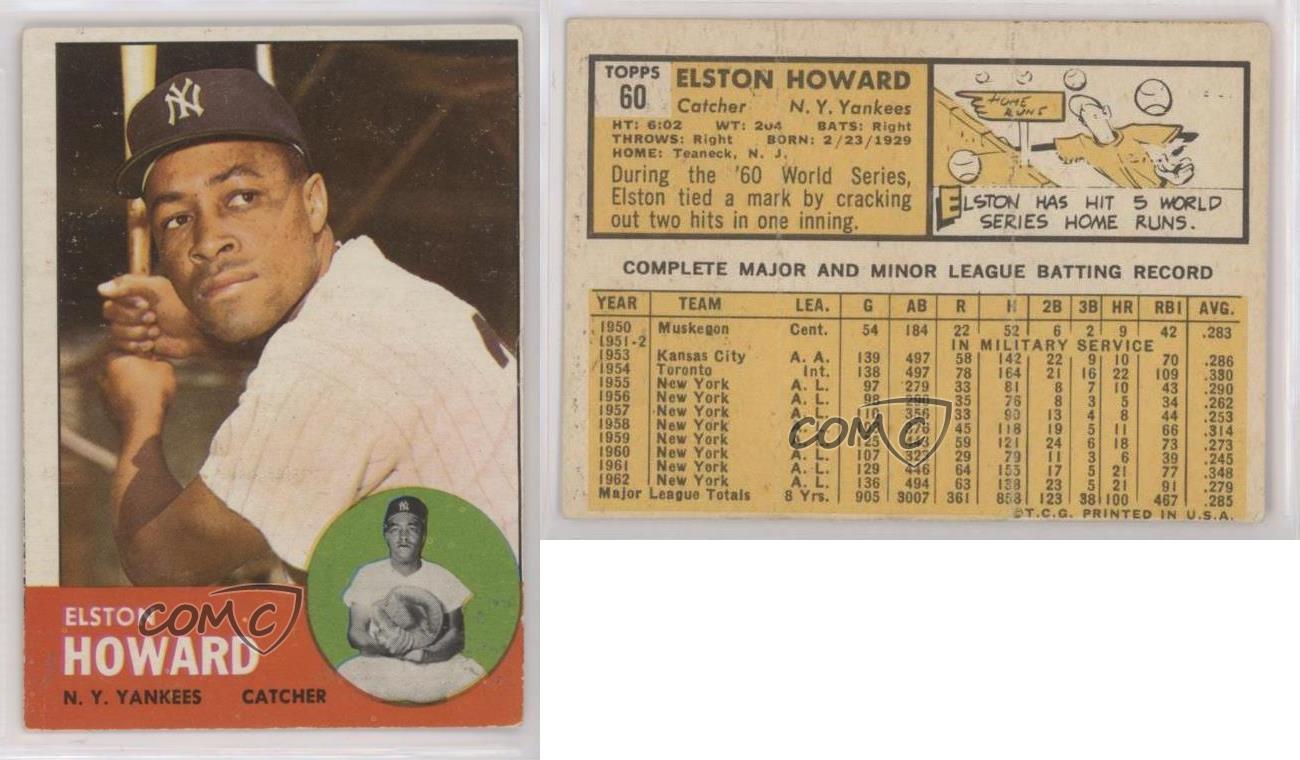 NY
ELSTON
HOWARD
N. Y. YANKEES CATCHER
COMC
TOPPS
60
ELSTON HOWARD
Catcher N. Y. Yankees
HT: 6:02 WT: 204 BATS: Right
THROWS: Right BORN: 2/23/1929
HOME: Teaneck, N. J.
During the '60 World Series,
Elston tied a mark by cracking
out two hits in one inning.
HOME
RUNS
ELSTON HAS HIT 5 WORLD
SERIES HOME RUNS.
COMPLETE MAJOR AND MINOR LEAGUE BATTING RECORD
YEAR TEAM LEA. G AB R H 2B 3B HR RBI AVG.
1950 Muskegon Cent. 54 184 22 52 6 2 9 42 .283
1951-2 IN MILITARY SERVICE
1953 Kansas City A. A. 139 497 58 142 22 9 10 70 .286
1954 Toronto Int. 138 497 78 164 21 16 22 109 .330
1955 New York A. L. 97 279 33 81 8 7 10 43 .290
1956 New York A. L. 98 290 35 76 8 3 5 34 .262
1957 New York A. L. 356 33 90 13 4 8 44 .253
1958 New York A. L. 376 45 118 19 5 11 66 .314
1959 New York A. L. 125 443 59 121 24 6 18 73 .273
1960 New York A. L. 107 323 29 79 11 3 6 39 .245
1961 New York A. L. 129 446 64 155 17 5 21 77 .348
1962 New York A. L. 136 494 63 138 23 5 21 91 .279
Major League Totals 8 Yrs. 905 3007 361 858 123 38 100 467 .285
COMC
©T.C.G. PRINTED IN U.S.A.